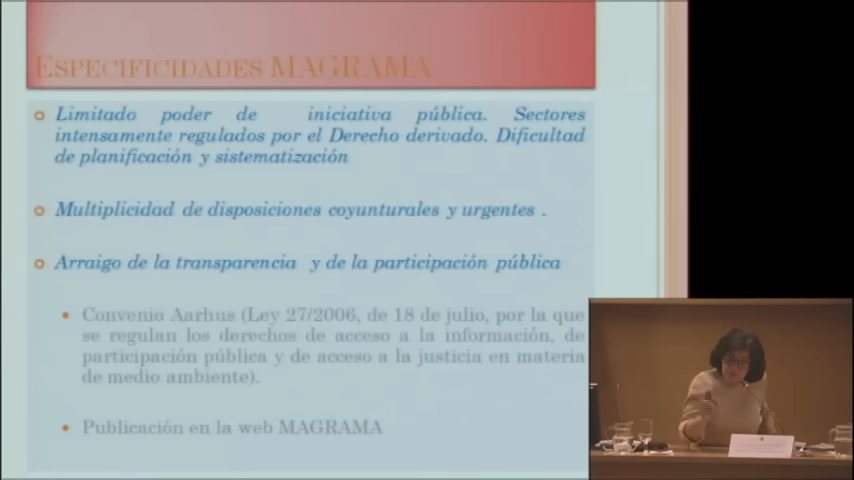 ESPECIFICIDADES MAGRAMA
Limitado poder de iniciativa pública. Sectores
intensamente regulados por el Derecho derivado. Dificultad
de planificación y sistematización
Multiplicidad de disposiciones coyunturales y urgentes .
Arraigo de la transparencia y de la participación pública
Convenio Aarhus (Ley 27/2006, de 18 de julio, por la que
se regulan los derechos de acceso a la información, de
participación pública y de acceso a la justicia en materia
de medio ambiente).
Publicación en la web MAGRAMA